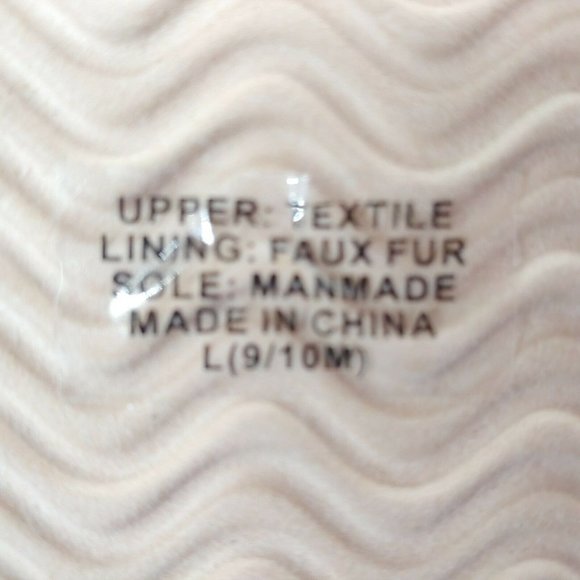 UPPER: TEXTILE
LINING: FAUX FUR
SOLE: MANMADE
MADE IN CHINA
L(9/10M)